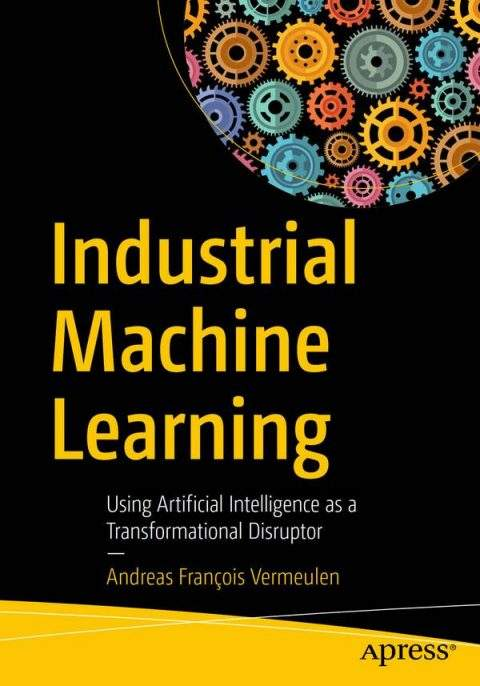 Industrial
Machine
Learning
Using Artificial Intelligence as a
Transformational Disruptor
Andreas François Vermeulen
Apress®